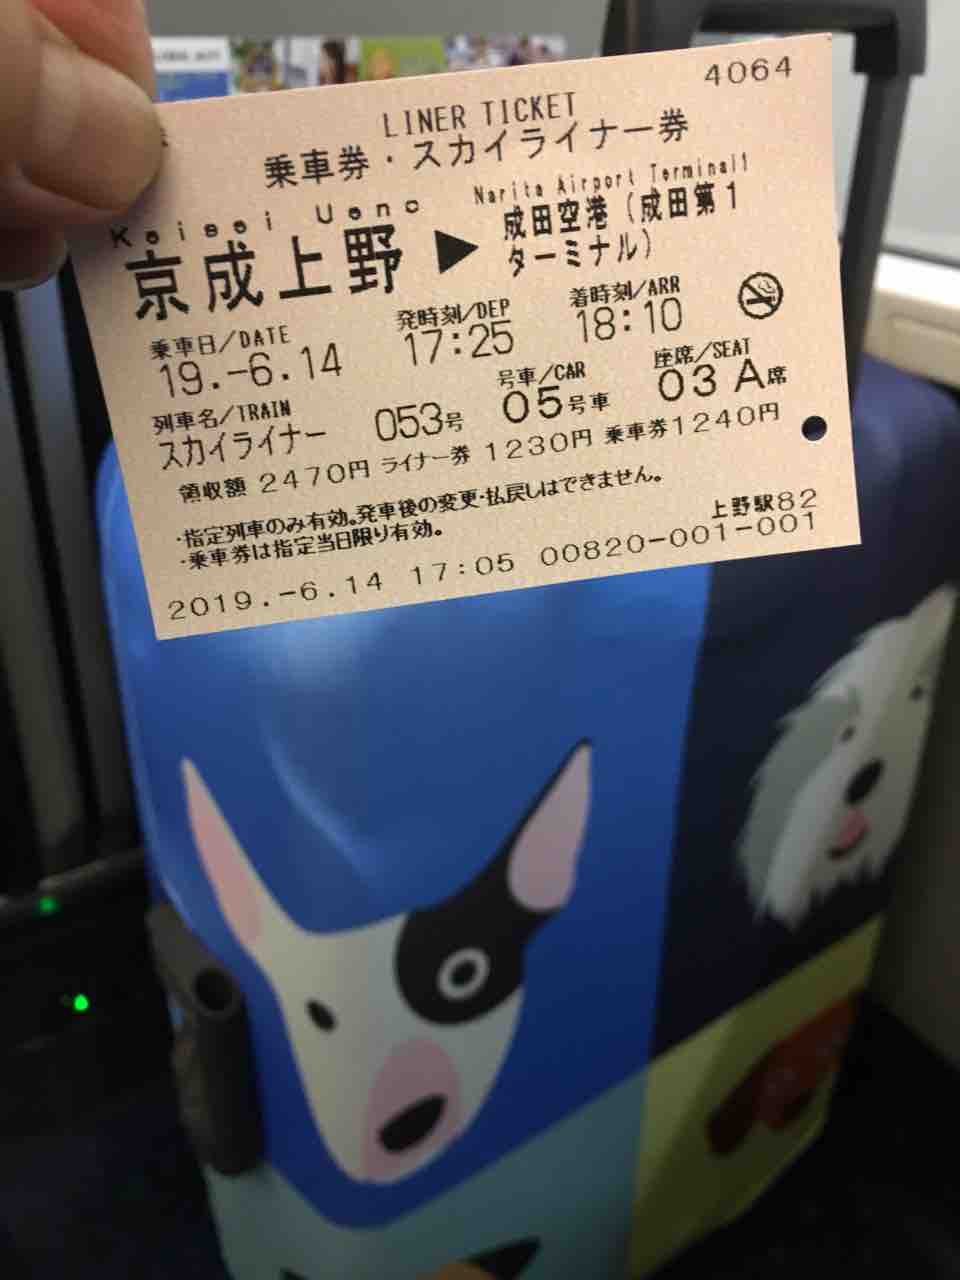 4064
LINER TICKET
乗車券・スカイライナー券
Keisei Ueno
Narita Airport Terminal1
京成上野 ▶ 成田空港(成田第1
ターミナル)
乗車日/DATE 発時刻/DEP 着時刻/ARR
19.-6.14 17:25 18:10
列車名/TRAIN 号車/CAR 座席/SEAT
スカイライナー 053号 05号車 03 A席
領収額 2470円 ライナー券 1230円 乗車券1240円
・指定列車のみ有効。発車後の変更・払戻しはできません。
・乗車券は指定当日限り有効。
上野駅82
2019.-6.14 17:05 00820-001-001